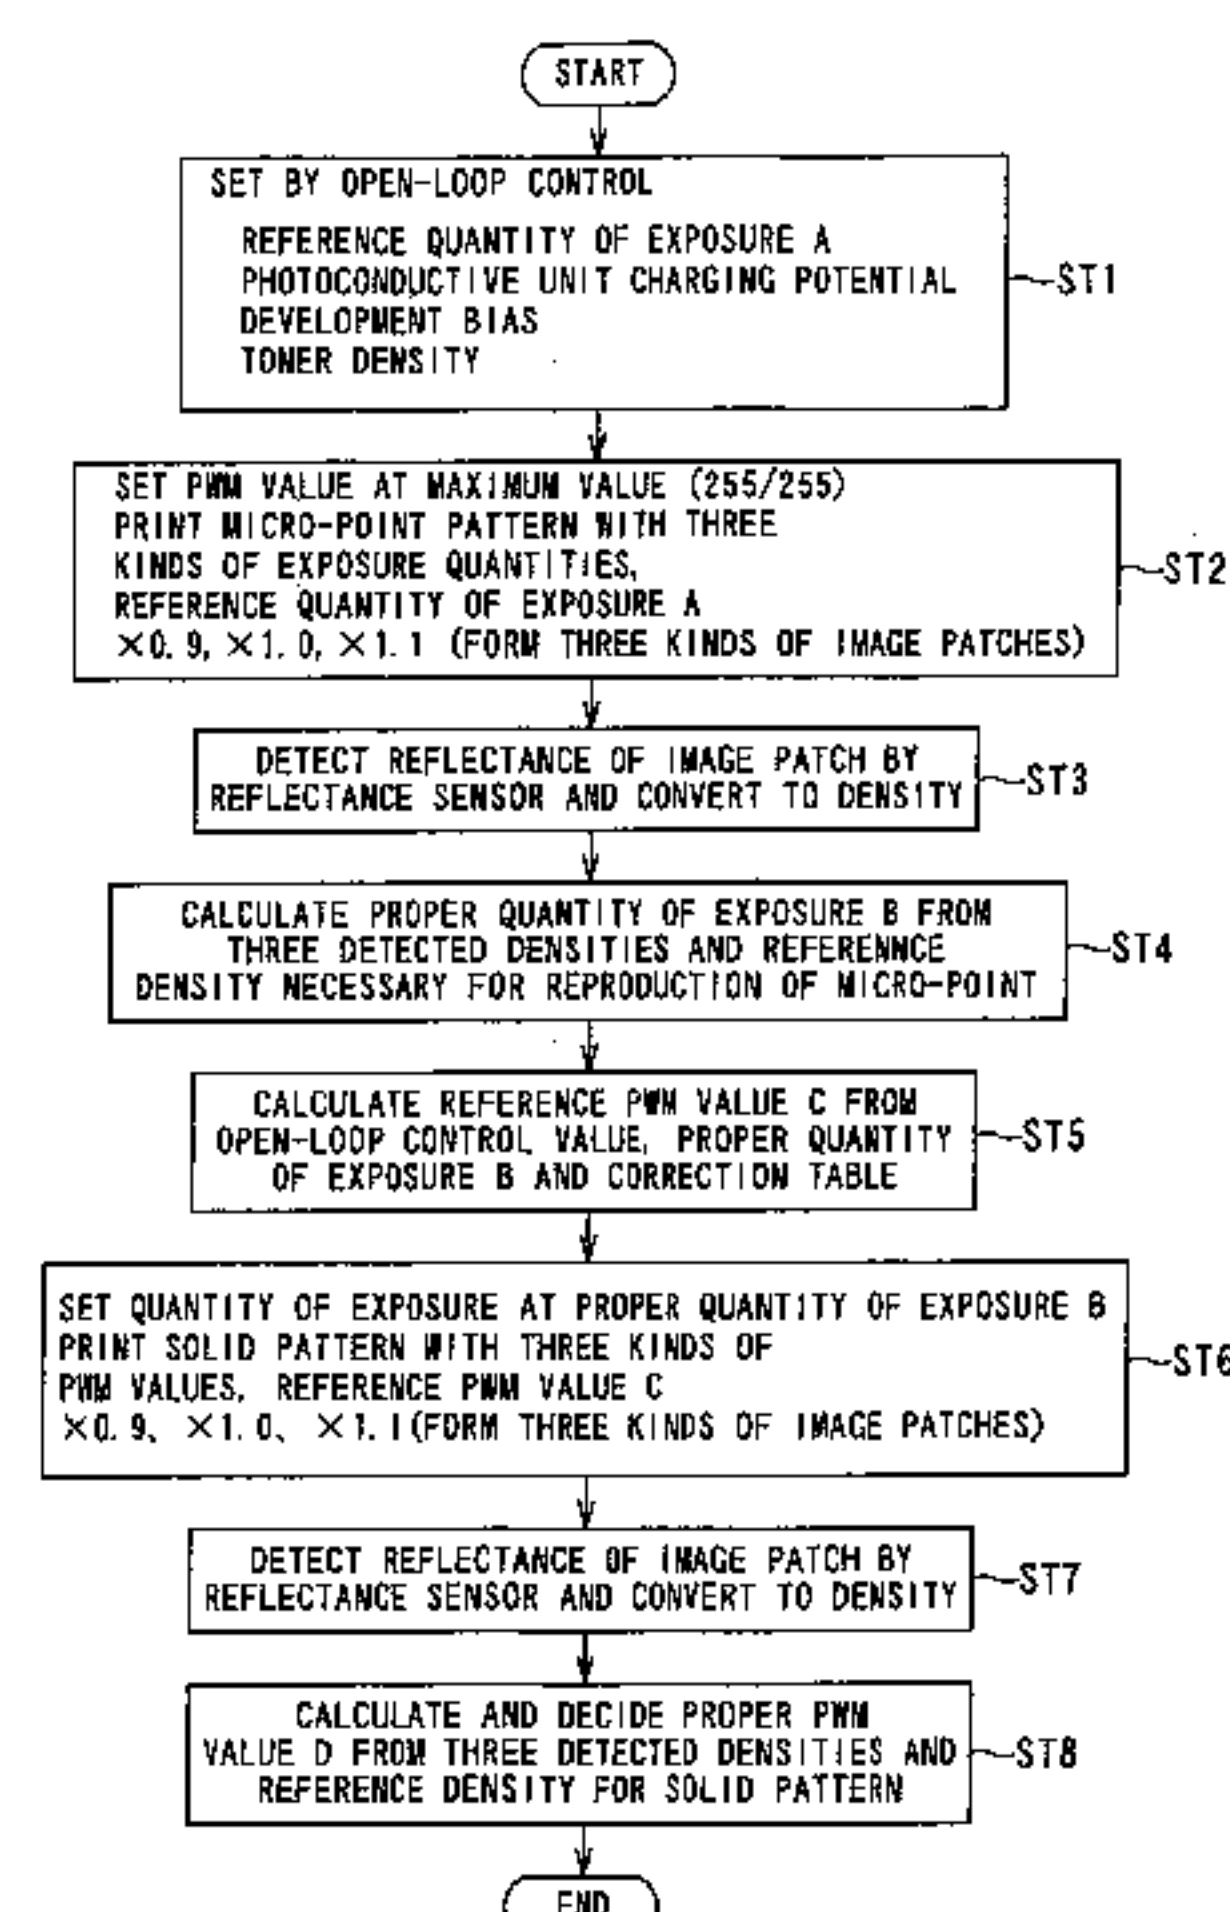 START
SET BY OPEN-LOOP CONTROL
REFERENCE QUANTITY OF EXPOSURE A
PHOTOCONDUCTIVE UNIT CHARGING POTENTIAL
DEVELOPMENT BIAS
TONER DENSITY
ST1
SET PWM VALUE AT MAXIMUM VALUE (255/255)
PRINT MICRO-POINT PATTERN WITH THREE
KINDS OF EXPOSURE QUANTITIES,
REFERENCE QUANTITY OF EXPOSURE A
×0.9, ×1.0, ×1.1 (FORM THREE KINDS OF IMAGE PATCHES)
ST2
DETECT REFLECTANCE OF IMAGE PATCH BY
REFLECTANCE SENSOR AND CONVERT TO DENSITY
ST3
CALCULATE PROPER QUANTITY OF EXPOSURE B FROM
THREE DETECTED DENSITIES AND REFERENNCE
DENSITY NECESSARY FOR REPRODUCTION OF MICRO-POINT
ST4
CALCULATE REFERENCE PWM VALUE C FROM
OPEN-LOOP CONTROL VALUE, PROPER QUANTITY
OF EXPOSURE B AND CORRECTION TABLE
ST5
SET QUANTITY OF EXPOSURE AT PROPER QUANTITY OF EXPOSURE B
PRINT SOLID PATTERN WITH THREE KINDS OF
PWM VALUES, REFERENCE PWM VALUE C
×0.9、×1.0、×1.1(FORM THREE KINDS OF IMAGE PATCHES)
ST6
DETECT REFLECTANCE OF IMAGE PATCH BY
REFLECTANCE SENSOR AND CONVERT TO DENSITY
ST7
CALCULATE AND DECIDE PROPER PWM
VALUE D FROM THREE DETECTED DENSITIES AND
REFERENCE DENSITY FOR SOLID PATTERN
ST8
END